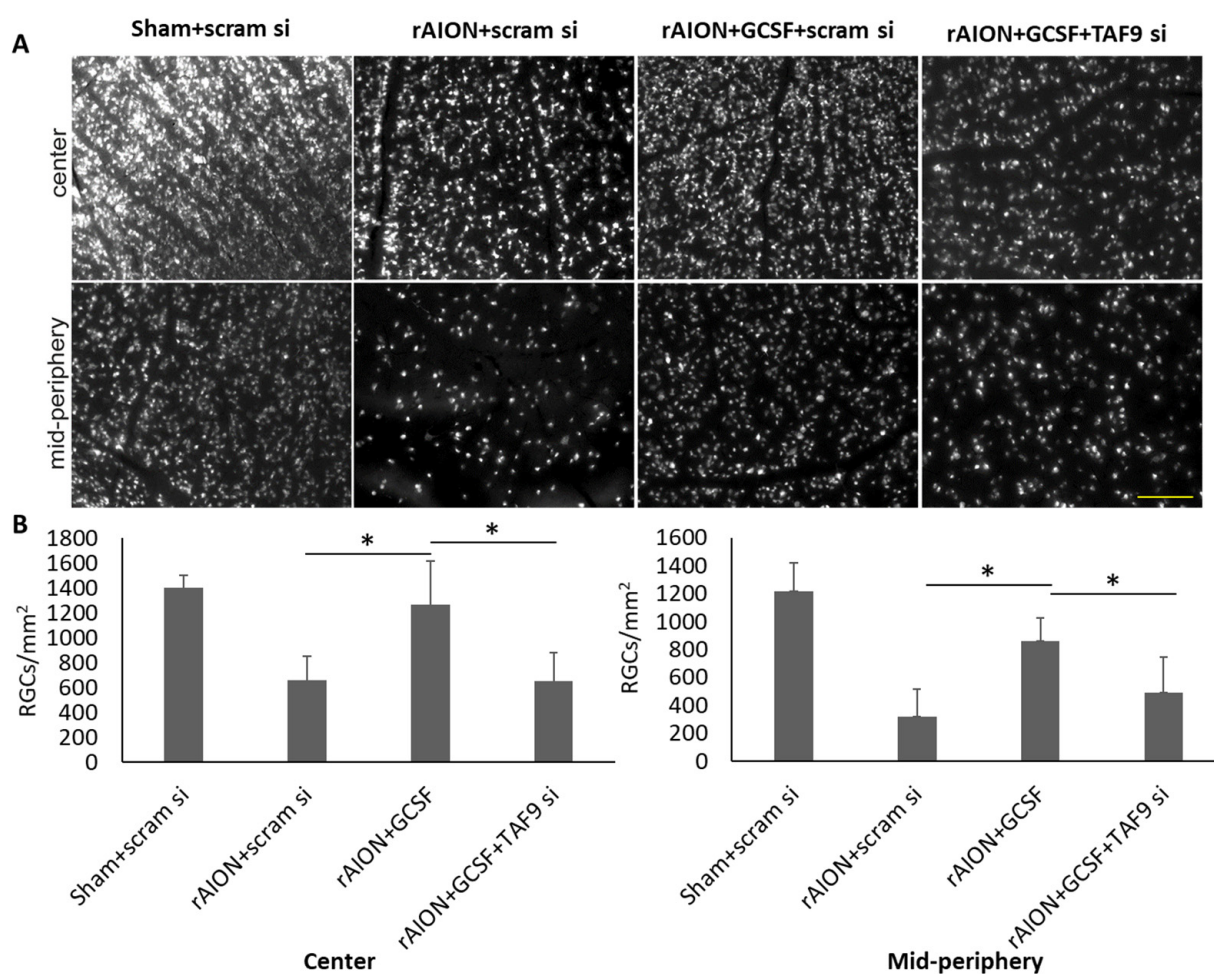 A
Sham+scram si
rAION+scram si
rAION+GCSF+scram si
rAION+GCSF+TAF9 si
center
mid-periphery
B
RGCs/mm²
1800
1600
1400
1200
1000
800
600
400
200
0
*
*
Sham+scram si
rAION+scram si
rAION+GCSF
rAION+GCSF+TAF9 si
Center
RGCs/mm²
1600
1400
1200
1000
800
600
400
200
0
*
*
Sham+scram si
rAION+scram si
rAION+GCSF
rAION+GCSF+TAF9 si
Mid-periphery